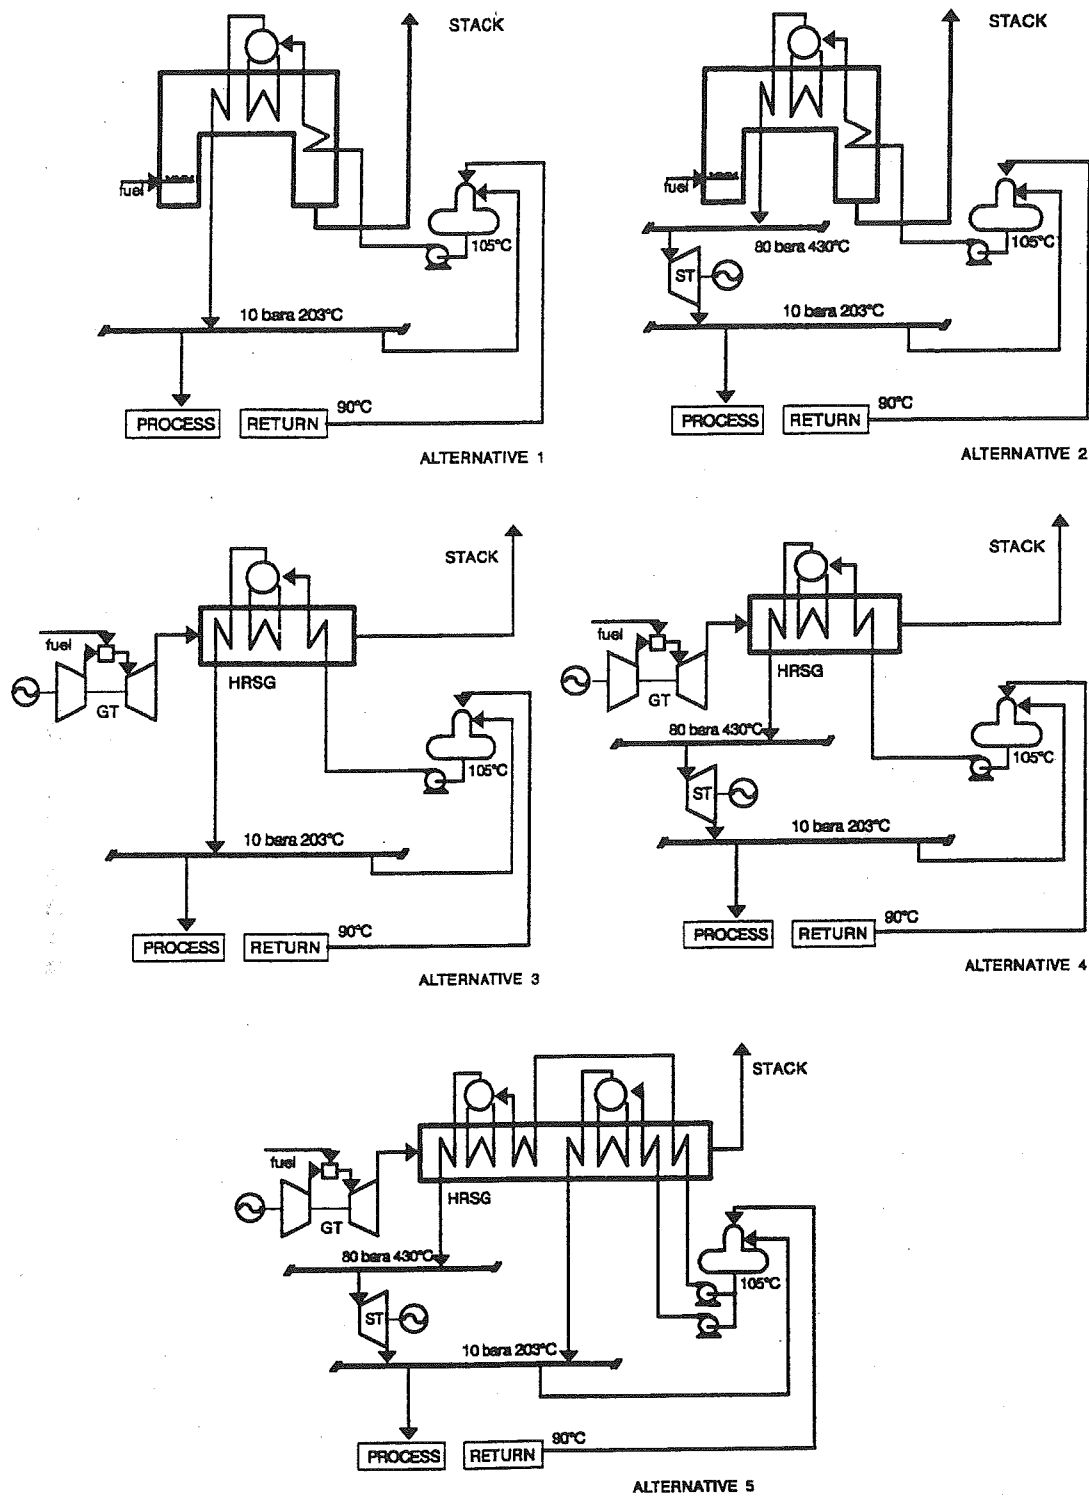 STACK
fuel
105°C
10 bara 203°C
90°C
PROCESS
RETURN
ALTERNATIVE 1
STACK
fuel
105°C
80 bara 430°C
ST
10 bara 203°C
90°C
PROCESS
RETURN
ALTERNATIVE 2
STACK
fuel
HRSG
GT
105°C
10 bara 203°C
90°C
PROCESS
RETURN
ALTERNATIVE 3
STACK
fuel
HRSG
GT
80 bara 430°C
105°C
ST
10 bara 203°C
90°C
PROCESS
RETURN
ALTERNATIVE 4
STACK
fuel
HRSG
GT
80 bara 430°C
105°C
ST
10 bara 203°C
90°C
PROCESS
RETURN
ALTERNATIVE 5